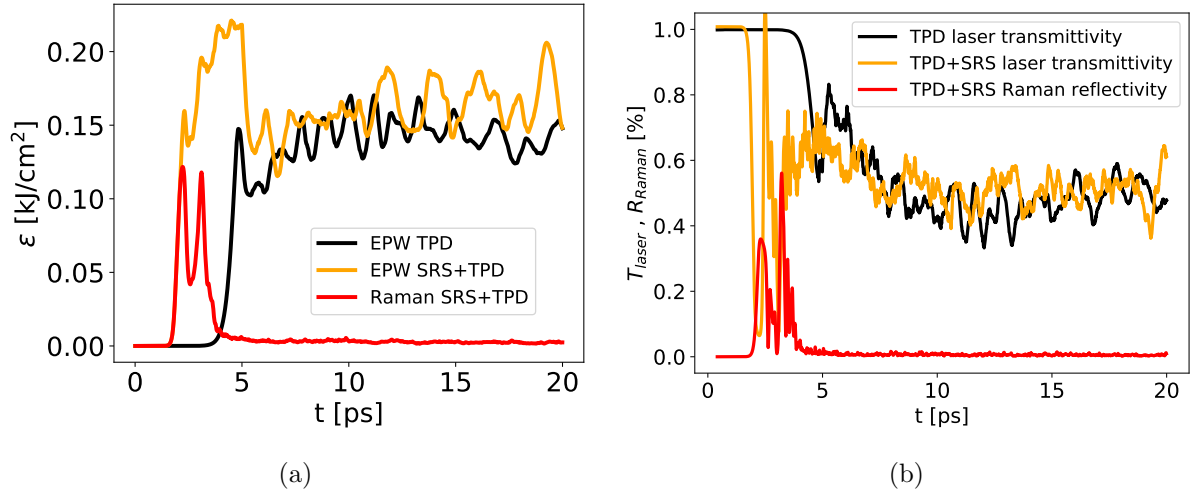 0.20
0.15
0.10
0.05
0.00
ε [kJ/cm²]
EPW TPD
EPW SRS+TPD
Raman SRS+TPD
0 5 10 15 20
t [ps]
(a)
1.0
0.8
0.6
0.4
0.2
0.0
T_laser , R_Raman [%]
TPD laser transmittivity
TPD+SRS laser transmittivity
TPD+SRS Raman reflectivity
0 5 10 15 20
t [ps]
(b)